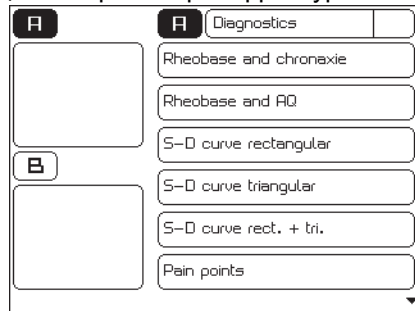 A
A Diagnostics
Rheobase and chronaxie
Rheobase and AQ
S-D curve rectangular
B
S-D curve triangular
S-D curve rect. + tri.
Pain points